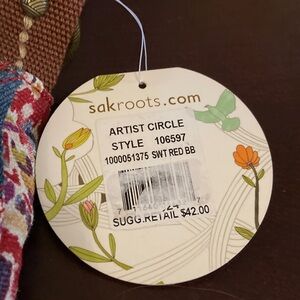 sakroots.com
ARTIST CIRCLE
STYLE 106597
1000051375 SWT RED BB
SUGG.RETAIL $42.00